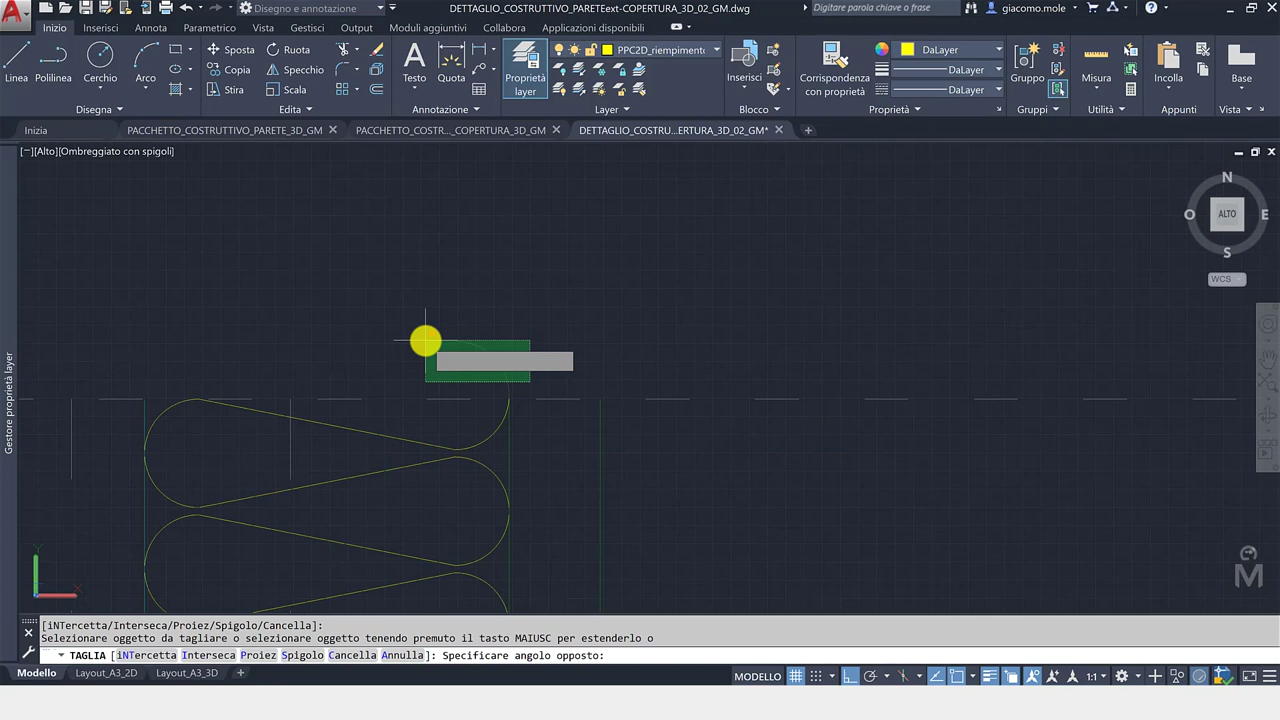 DETTAGLIO_COSTRUTTIVO_PARETEext-COPERTURA_3D_02_GM.dwg
Disegno e annotazione
Digitare parola chiave o frase
giacomo.mole
Inizio Inserisci Annota Parametrico Vista Gestisci Output Moduli aggiuntivi Collabora Applicazioni disponibili
Linea Polilinea Cerchio Arco
Sposta Ruota
Copia Specchio
Stira Scala
Testo Quota
Proprietà layer
PPC2D_riempimento
Inserisci
Corrispondenza con proprietà
DaLayer
DaLayer
DaLayer
Gruppo Misura Incolla Base
Disegna Edita Annotazione Layer Blocco Proprietà Gruppi Utilità Appunti Vista
Inizia PACCHETTO_COSTRUTTIVO_PARETE_3D_GM PACCHETTO_COSTR..._COPERTURA_3D_GM DETTAGLIO_COSTRU...ERTURA_3D_02_GM*
[−][Alto][Ombreggiato con spigoli]
N
O ALTO E
S
WCS
Gestore proprietà layer
Y
X
M
[iNTercetta/Interseca/Proiez/Spigolo/Cancella]:
Selezionare oggetto da tagliare o selezionare oggetto tenendo premuto il tasto MAIUSC per estenderlo o
TAGLIA [iNTercetta Interseca Proiez Spigolo Cancella Annulla]: Specificare angolo opposto:
Modello Layout_A3_2D Layout_A3_3D
MODELLO 1:1